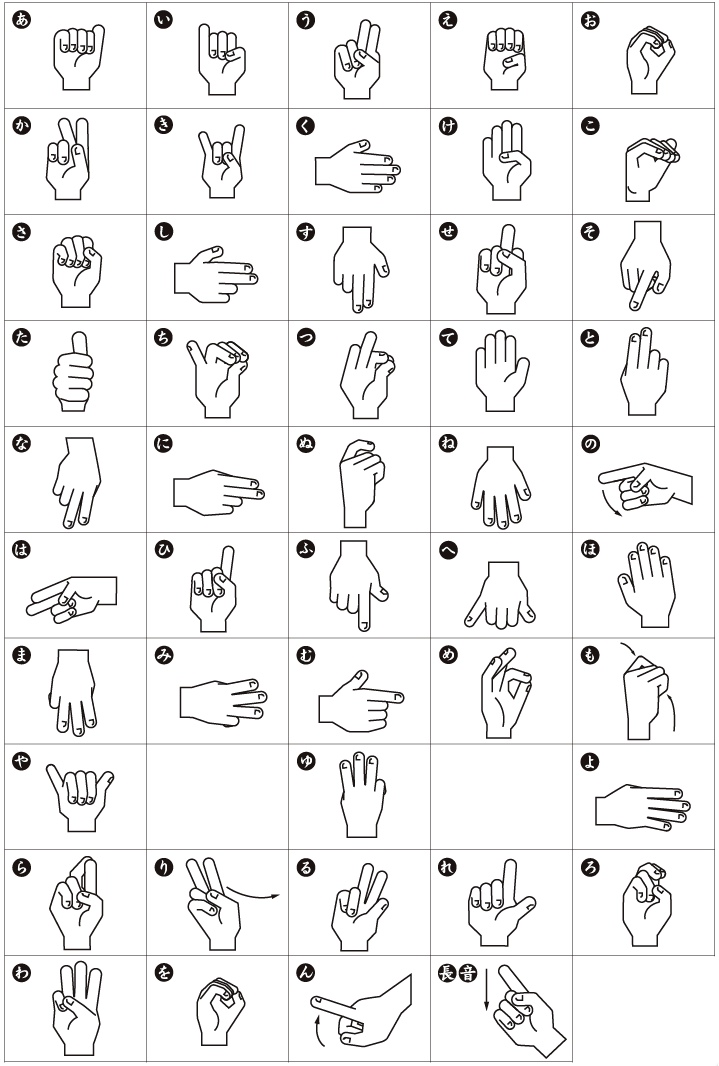 あ い う え お
か き く け こ
さ し す せ そ
た ち つ て と
な に ぬ ね の
は ひ ふ へ ほ
ま み む め も
や ゆ よ
ら り る れ ろ
わ を ん 長音